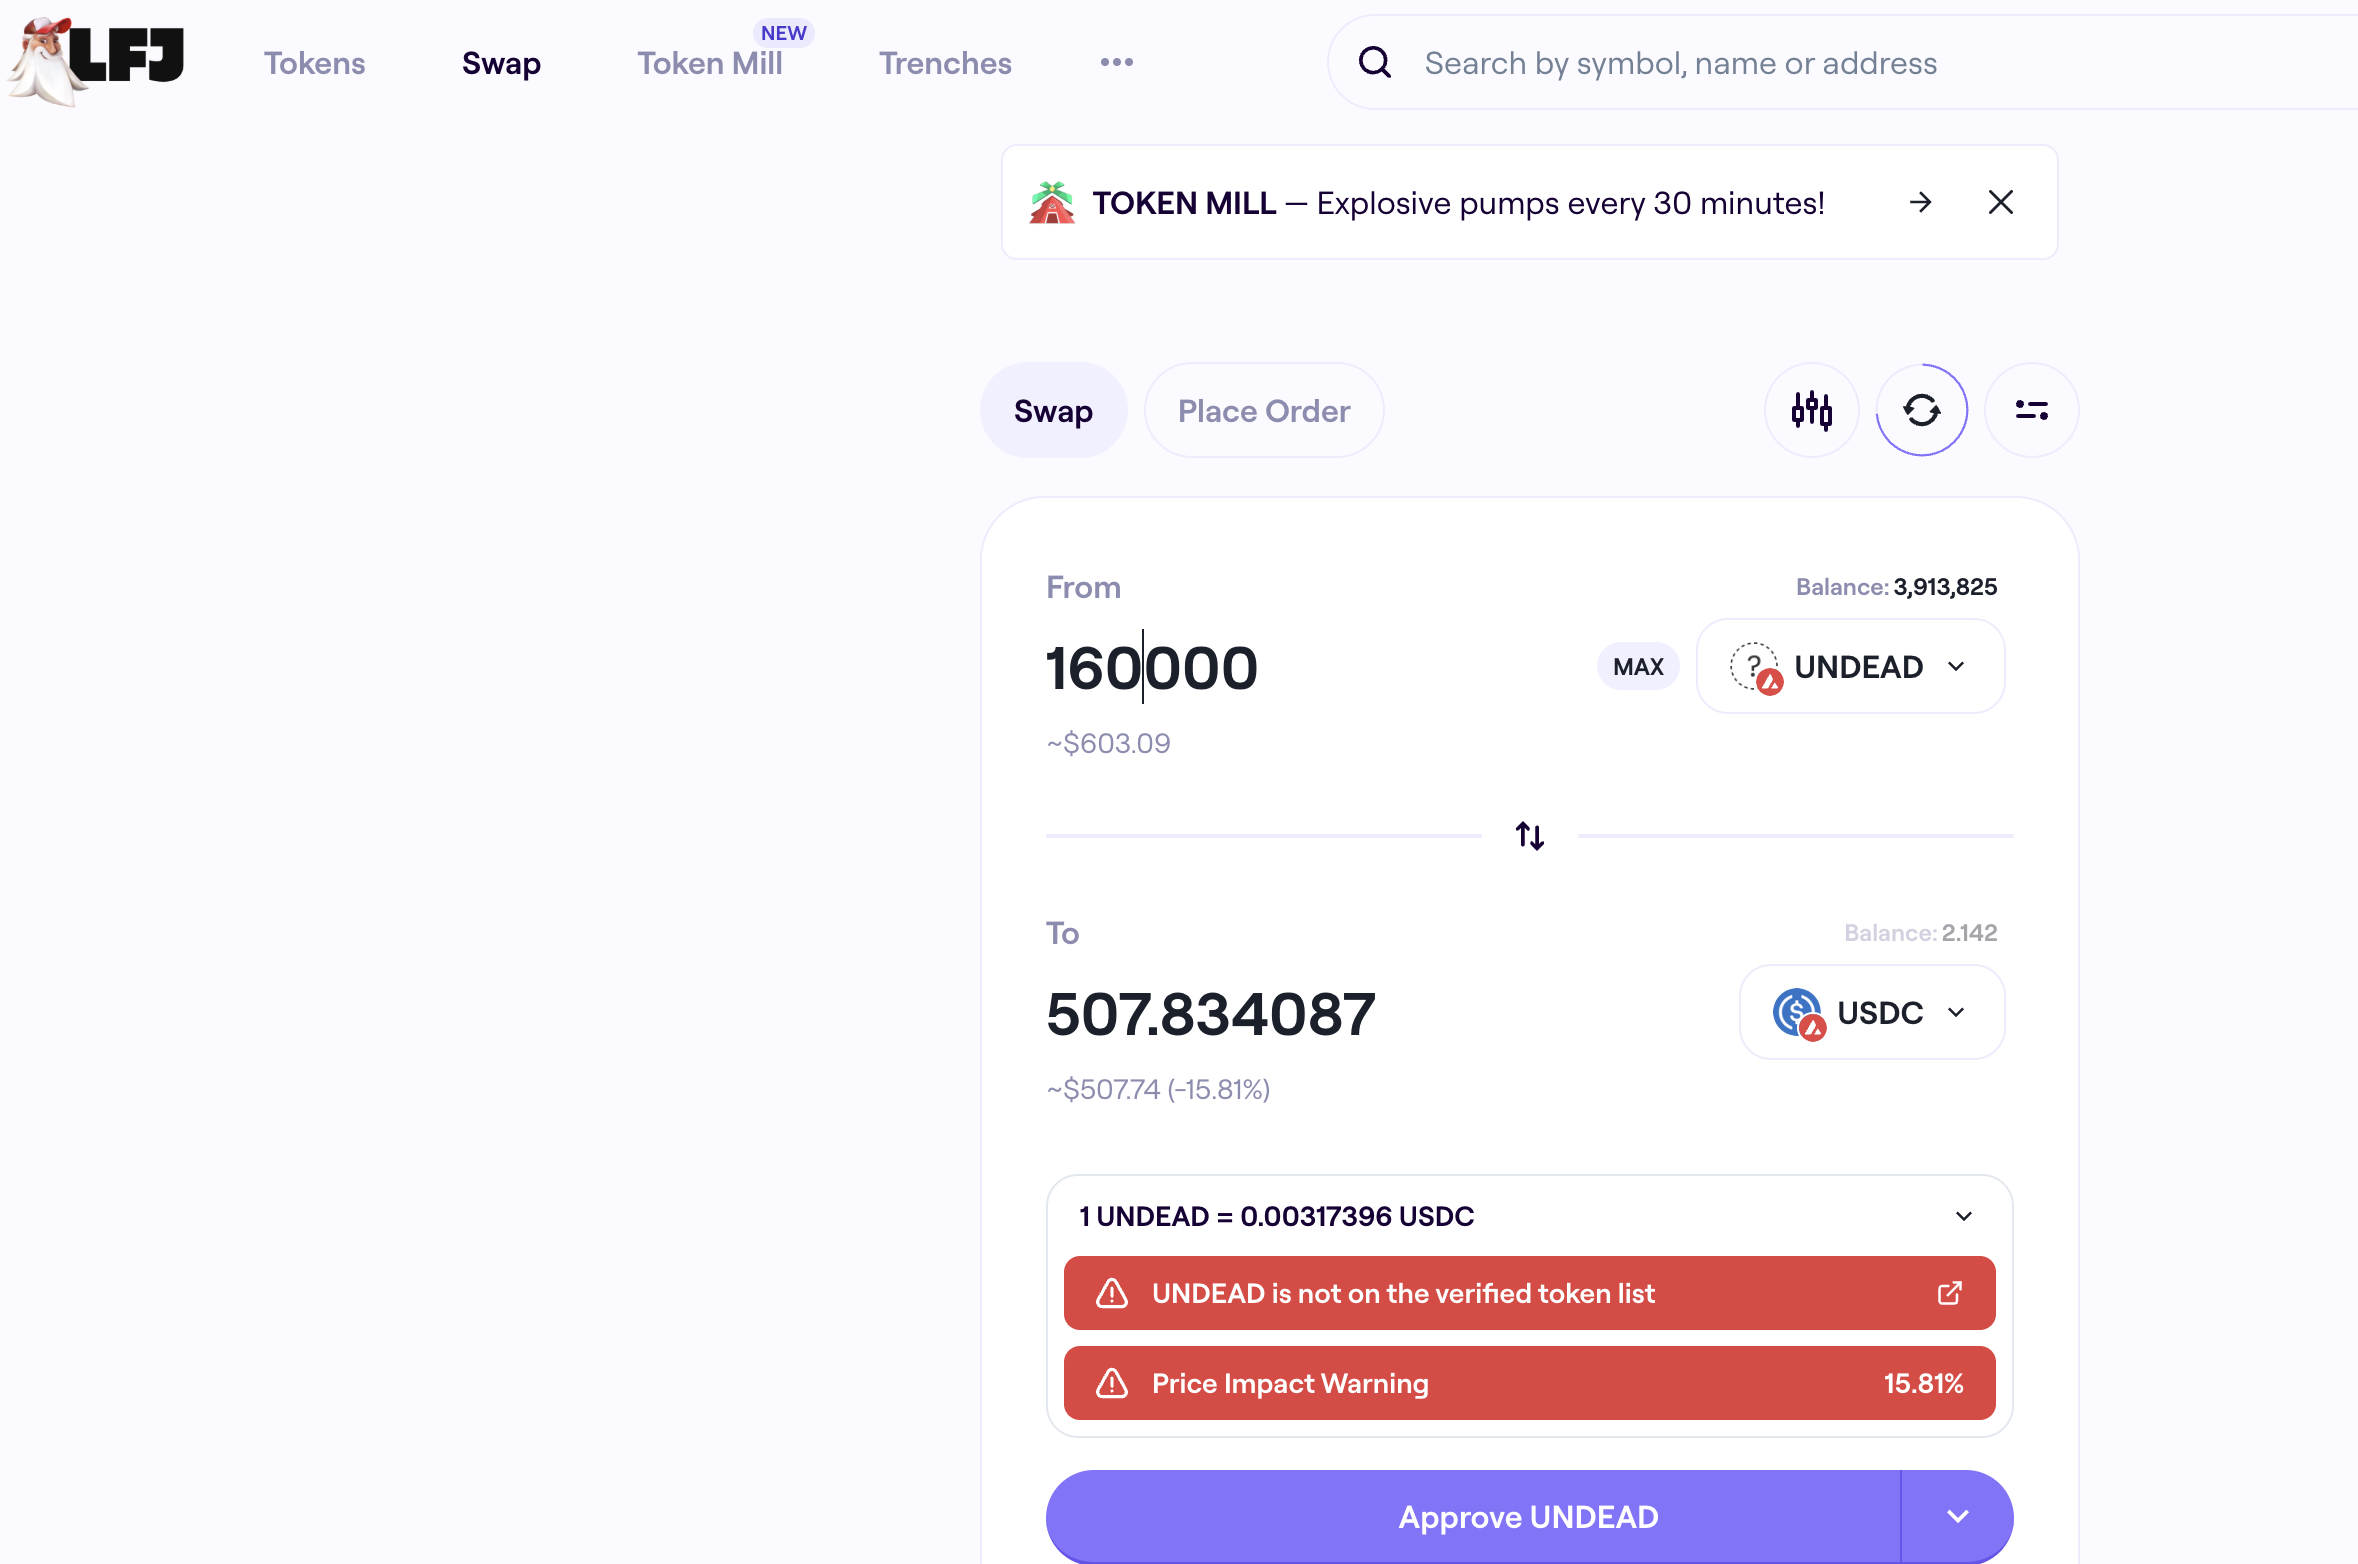 LFJ
Tokens
Swap
Token Mill
NEW
Trenches
Search by symbol, name or address
TOKEN MILL — Explosive pumps every 30 minutes!
Swap
Place Order
From
Balance: 3,913,825
160000
MAX
? UNDEAD
~$603.09
To
Balance: 2.142
507.834087
$ USDC
~$507.74 (-15.81%)
1 UNDEAD = 0.00317396 USDC
UNDEAD is not on the verified token list
Price Impact Warning
15.81%
Approve UNDEAD